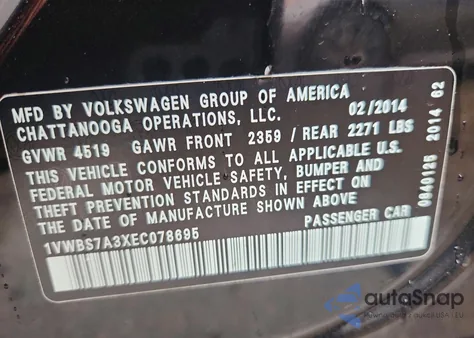 MFD BY VOLKSWAGEN GROUP OF AMERICA
CHATTANOOGA OPERATIONS, LLC. 02/2014
GVWR 4519 GAWR FRONT 2359 / REAR 2271 LBS
THIS VEHICLE CONFORMS TO ALL APPLICABLE U.S.
FEDERAL MOTOR VEHICLE SAFETY, BUMPER AND
THEFT PREVENTION STANDARDS IN EFFECT ON
THE DATE OF MANUFACTURE SHOWN ABOVE
1VWBS7A3XEC078695 PASSENGER CAR
2014 62
autoSnap